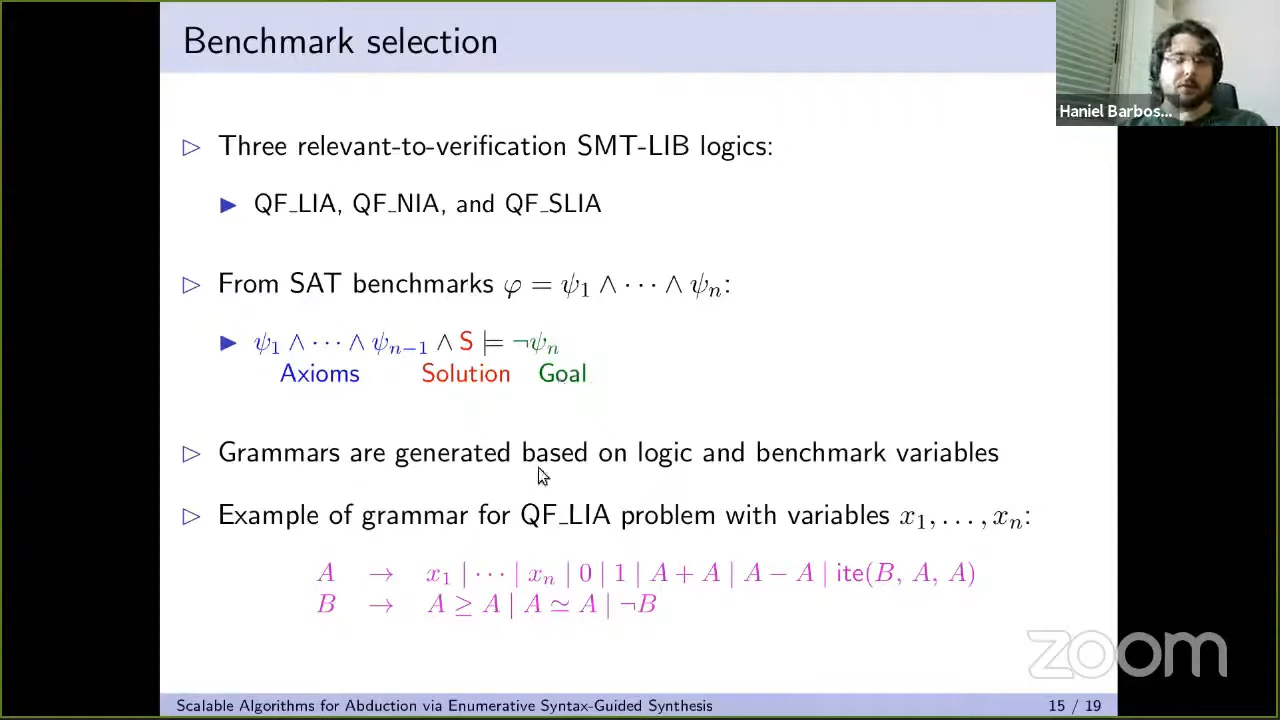 Benchmark selection
Haniel Barbos...
▷ Three relevant-to-verification SMT-LIB logics:
▶ QF_LIA, QF_NIA, and QF_SLIA
▷ From SAT benchmarks φ = ψ₁ ∧ ⋯ ∧ ψₙ:
▶ ψ₁ ∧ ⋯ ∧ ψₙ₋₁ ∧ S ⊨ ¬ψₙ
Axioms Solution Goal
▷ Grammars are generated based on logic and benchmark variables
▷ Example of grammar for QF_LIA problem with variables x₁, …, xₙ:
A → x₁ | ⋯ | xₙ | 0 | 1 | A + A | A − A | ite(B, A, A)
B → A ≥ A | A ≃ A | ¬B
zoom
Scalable Algorithms for Abduction via Enumerative Syntax-Guided Synthesis 15 / 19